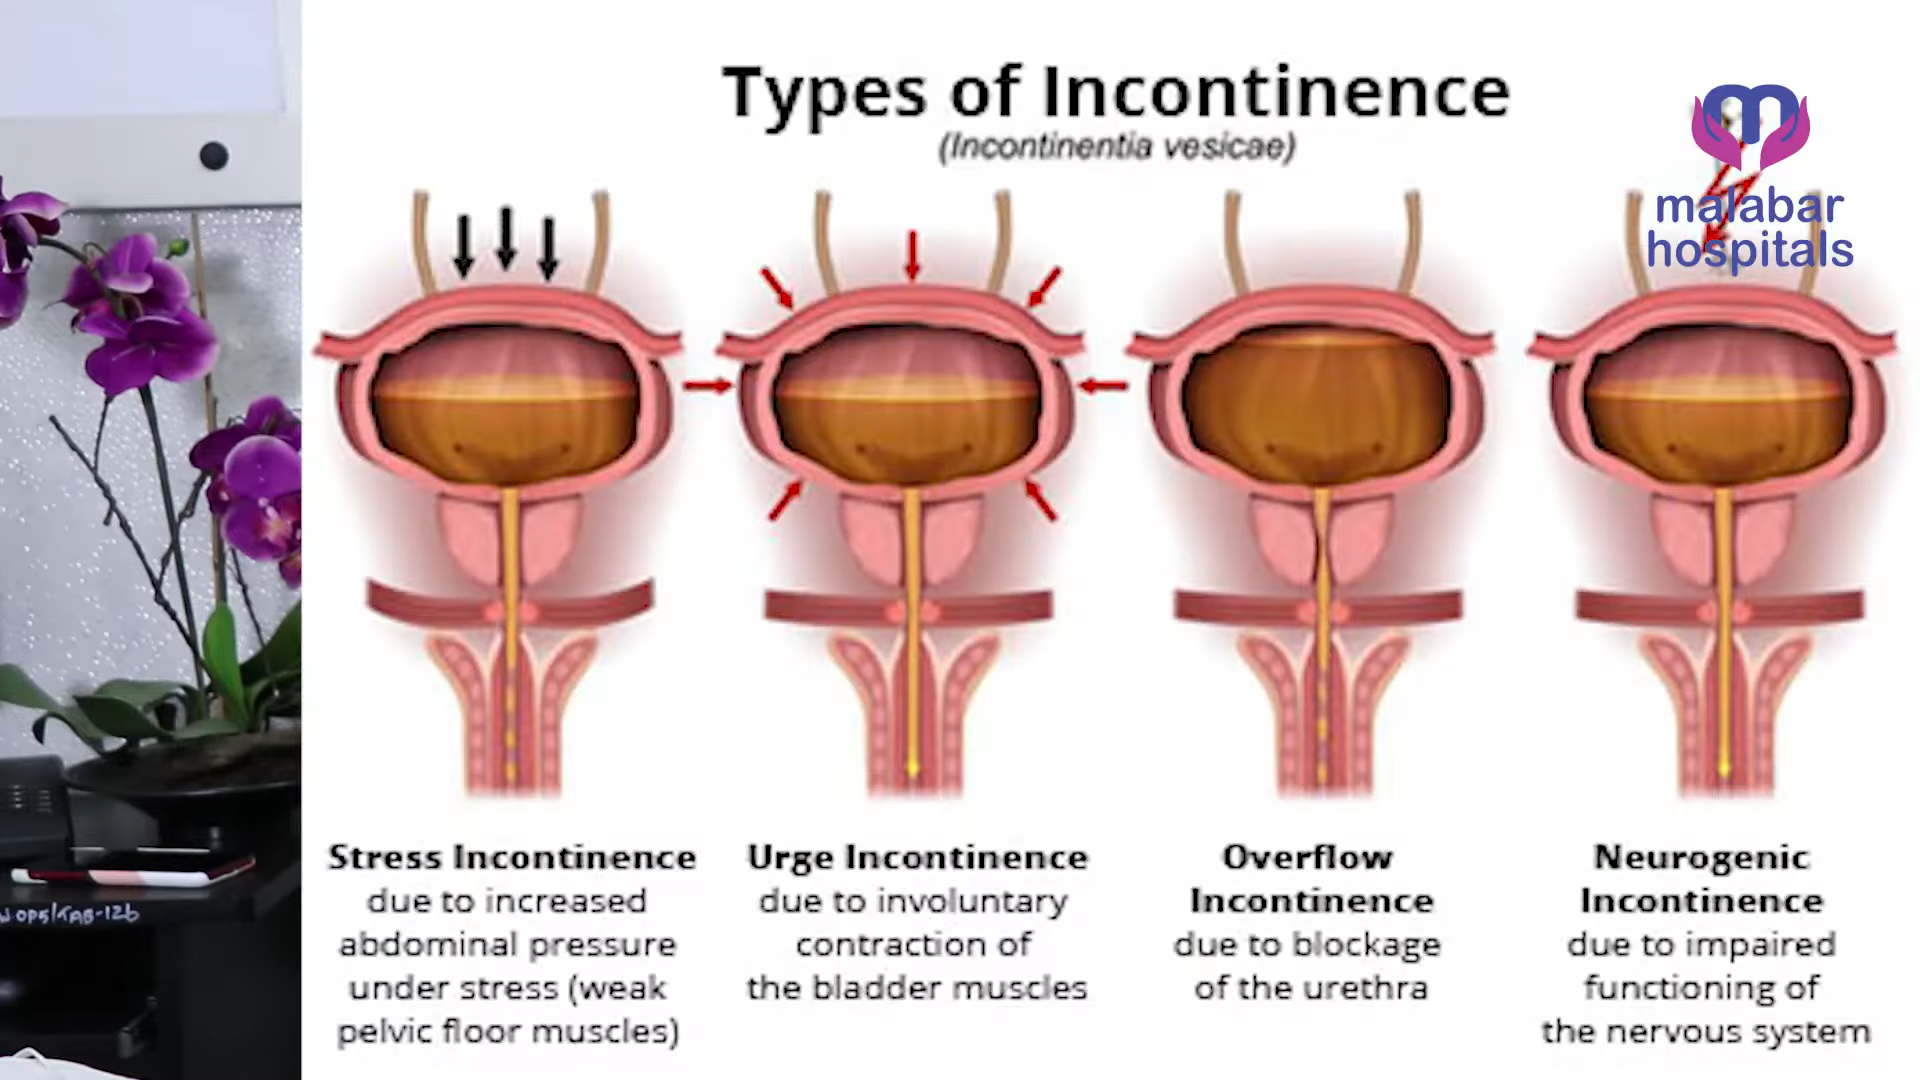 Types of Incontinence
(Incontinentia vesicae)
malabar
hospitals
Stress Incontinence
due to increased
abdominal pressure
under stress (weak
pelvic floor muscles)
Urge Incontinence
due to involuntary
contraction of
the bladder muscles
Overflow
Incontinence
due to blockage
of the urethra
Neurogenic
Incontinence
due to impaired
functioning of
the nervous system